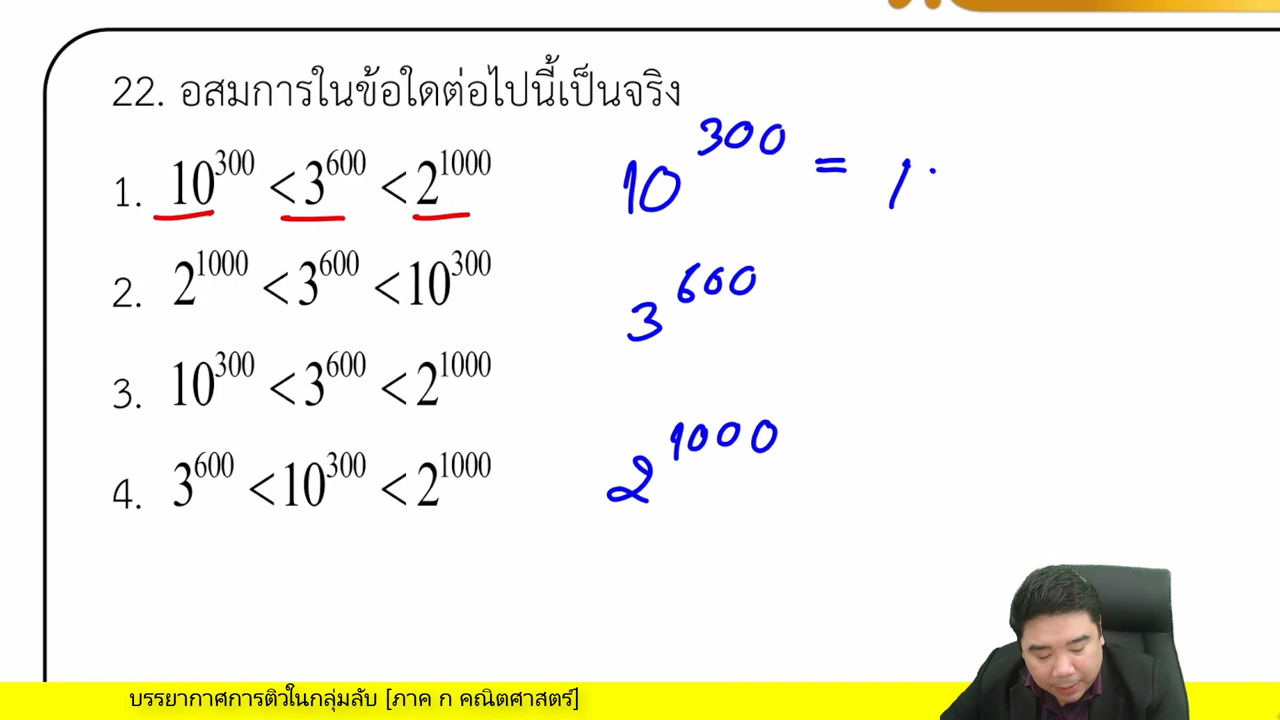 22. อสมการในข้อใดต่อไปนี้เป็นจริง
1. 10^300 < 3^600 < 2^1000
2. 2^1000 < 3^600 < 10^300
3. 10^300 < 3^600 < 2^1000
4. 3^600 < 10^300 < 2^1000
10^300 =
3^600
2^1000
บรรยากาศการติวในกลุ่มลับ [ภาค ก คณิตศาสตร์]